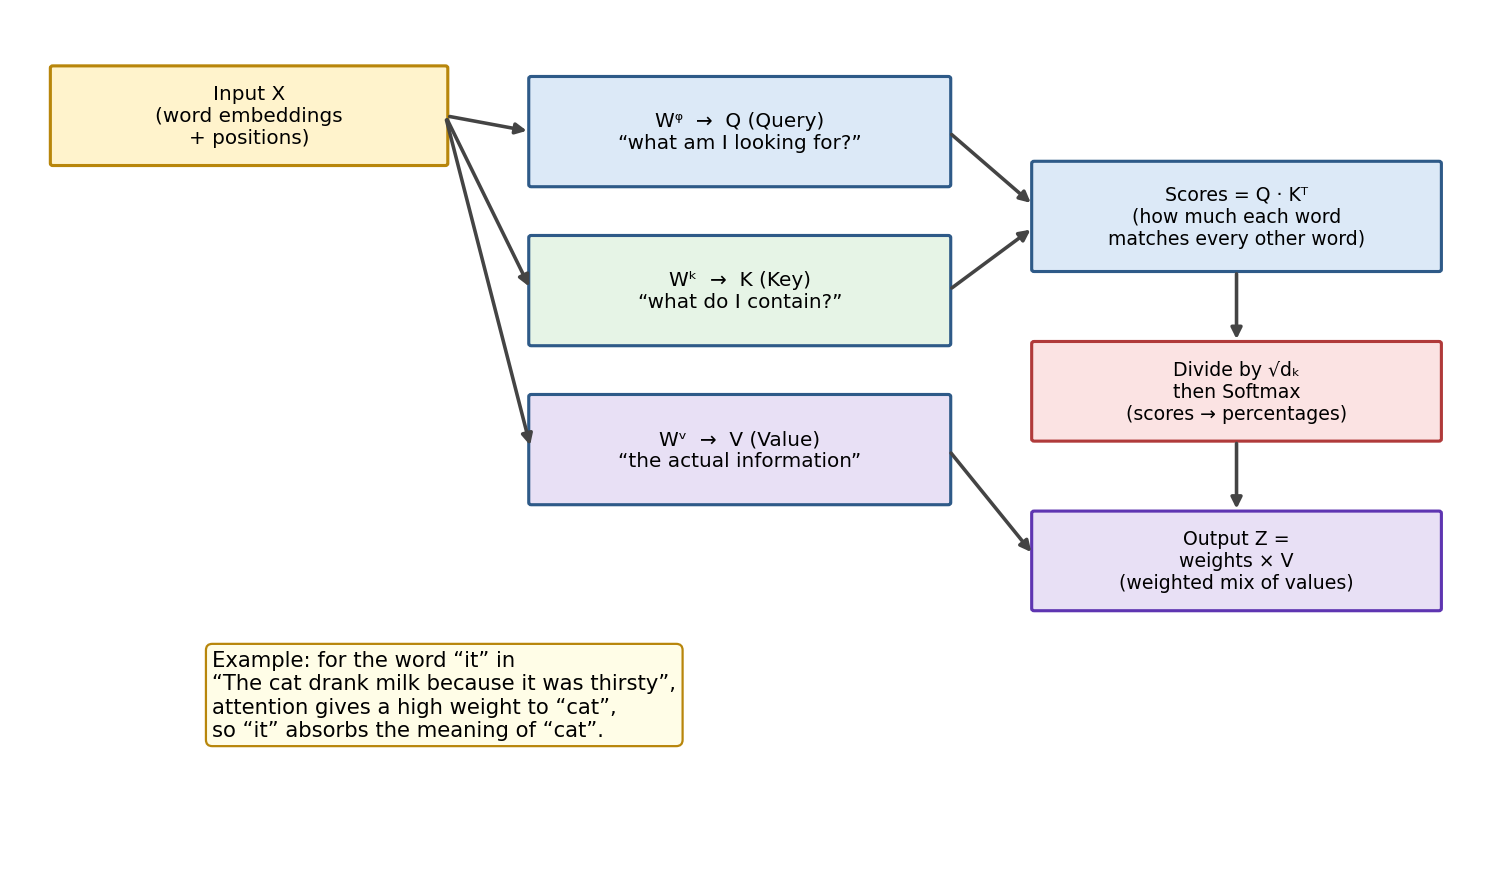 Input X
(word embeddings
+ positions)
Wᵠ → Q (Query)
“what am I looking for?”
Wᵏ → K (Key)
“what do I contain?”
Wᵛ → V (Value)
“the actual information”
Scores = Q · Kᵀ
(how much each word
matches every other word)
Divide by √dₖ
then Softmax
(scores → percentages)
Output Z =
weights × V
(weighted mix of values)
Example: for the word “it” in
“The cat drank milk because it was thirsty”,
attention gives a high weight to “cat”,
so “it” absorbs the meaning of “cat”.